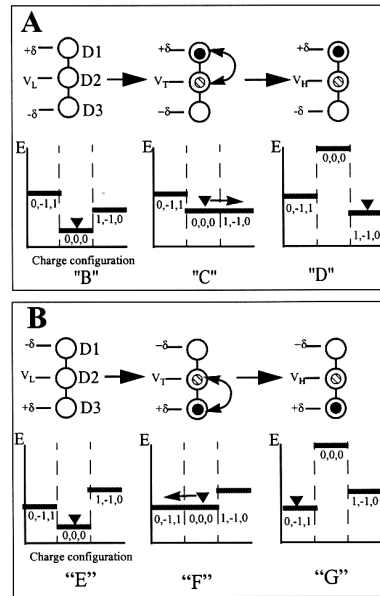 A
+δ D1 +δ +δ
V_L D2 V_T V_H
-δ D3 -δ -δ
E
0,-1,1 0,-1,1 0,0,0 0,-1,1
0,0,0 1,-1,0 0,0,0 1,-1,0 1,-1,0
Charge configuration
"B" "C" "D"
B
-δ D1 -δ -δ
V_L D2 V_T V_H
+δ D3 +δ +δ
E
0,-1,1 0,0,0 1,-1,0 0,-1,1 0,0,0 1,-1,0 0,-1,1 0,0,0 1,-1,0
Charge configuration
“E” “F” “G”